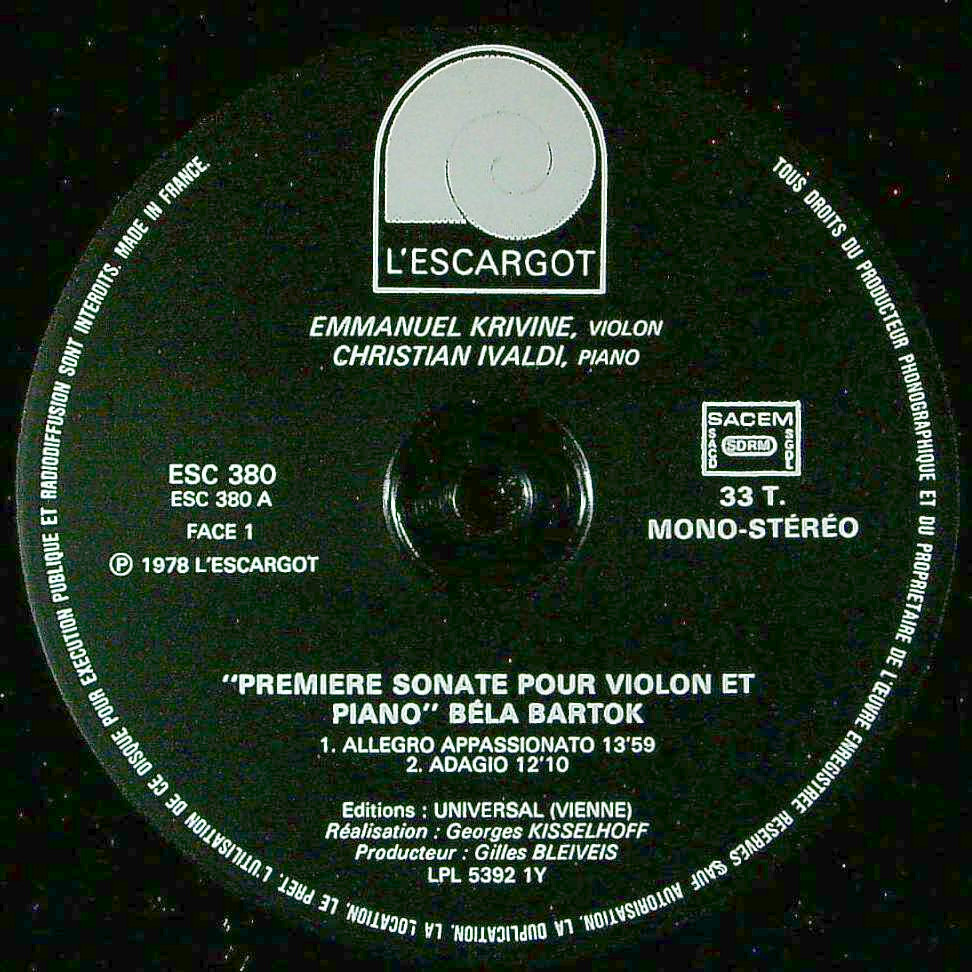 L'ESCARGOT
EMMANUEL KRIVINE, VIOLON
CHRISTIAN IVALDI, PIANO
ESC 380
ESC 380 A
FACE 1
℗ 1978 L'ESCARGOT
SACEM
SACD
SDRM
SGDL
33 T.
MONO-STÉRÉO
"PREMIERE SONATE POUR VIOLON ET
PIANO" BÉLA BARTOK
1. ALLEGRO APPASSIONATO 13'59
2. ADAGIO 12'10
Editions : UNIVERSAL (VIENNE)
Réalisation : Georges KISSELHOFF
Producteur : Gilles BLEIVEIS
LPL 5392 1Y
TOUS DROITS DU PRODUCTEUR PHONOGRAPHIQUE ET DU PROPRIETAIRE DE L'ŒUVRE ENREGISTREE RESERVES SAUF AUTORISATION, LA DUPLICATION, LA LOCATION, LE PRET, L'UTILISATION DE CE DISQUE POUR EXECUTION PUBLIQUE ET RADIODIFFUSION SONT INTERDITS. MADE IN FRANCE.